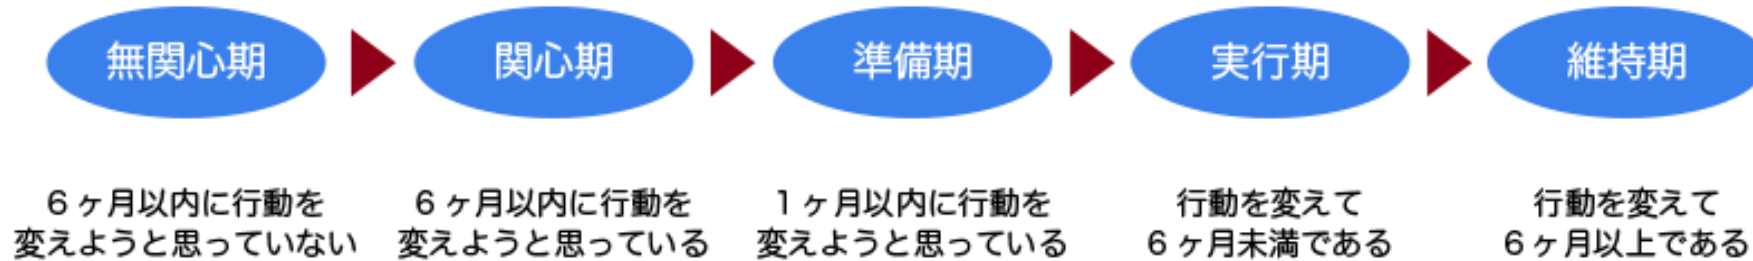 無関心期
関心期
準備期
実行期
維持期
６ヶ月以内に行動を
変えようと思っていない
６ヶ月以内に行動を
変えようと思っている
１ヶ月以内に行動を
変えようと思っている
行動を変えて
６ヶ月未満である
行動を変えて
６ヶ月以上である